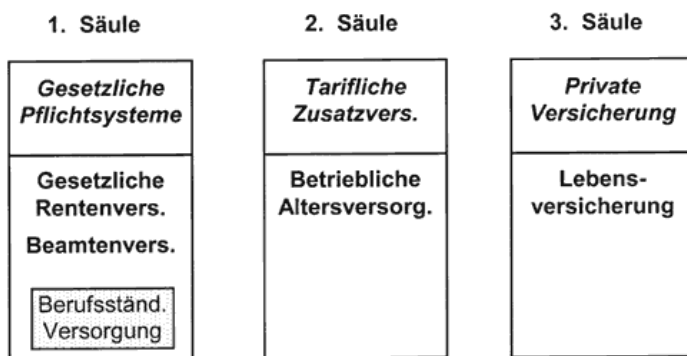 1. Säule
Gesetzliche
Pflichtsysteme
Gesetzliche
Rentenvers.
Beamtenvers.
Berufsständ.
Versorgung
2. Säule
Tarifliche
Zusatzvers.
Betriebliche
Altersversorg.
3. Säule
Private
Versicherung
Lebens-
versicherung